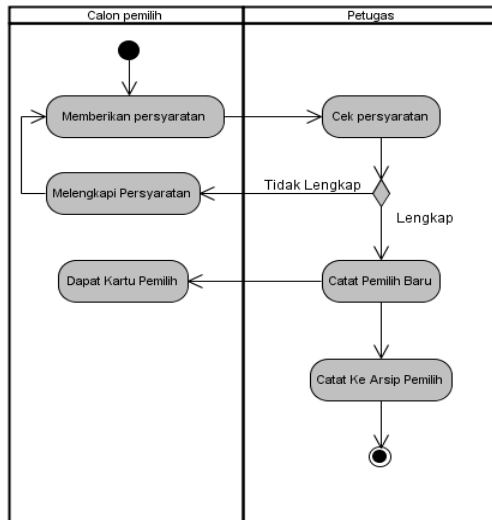 Calon pemilih
Petugas
Memberikan persyaratan
Cek persyaratan
Melengkapi Persyaratan
Tidak Lengkap
Lengkap
Dapat Kartu Pemilih
Catat Pemilih Baru
Catat Ke Arsip Pemilih